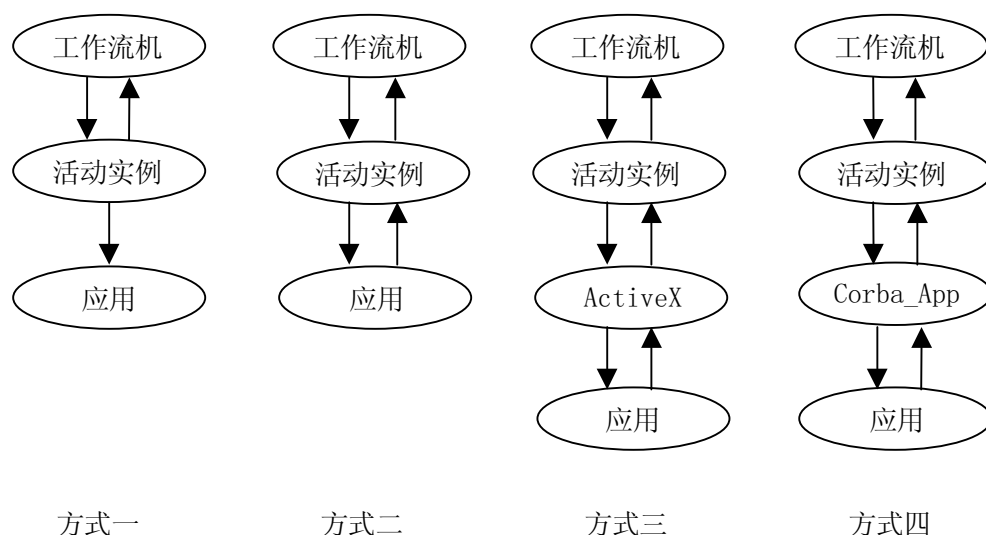 工作流机 工作流机 工作流机 工作流机
活动实例 活动实例 活动实例 活动实例
应用 应用 ActiveX Corba_App
应用 应用
方式一 方式二 方式三 方式四